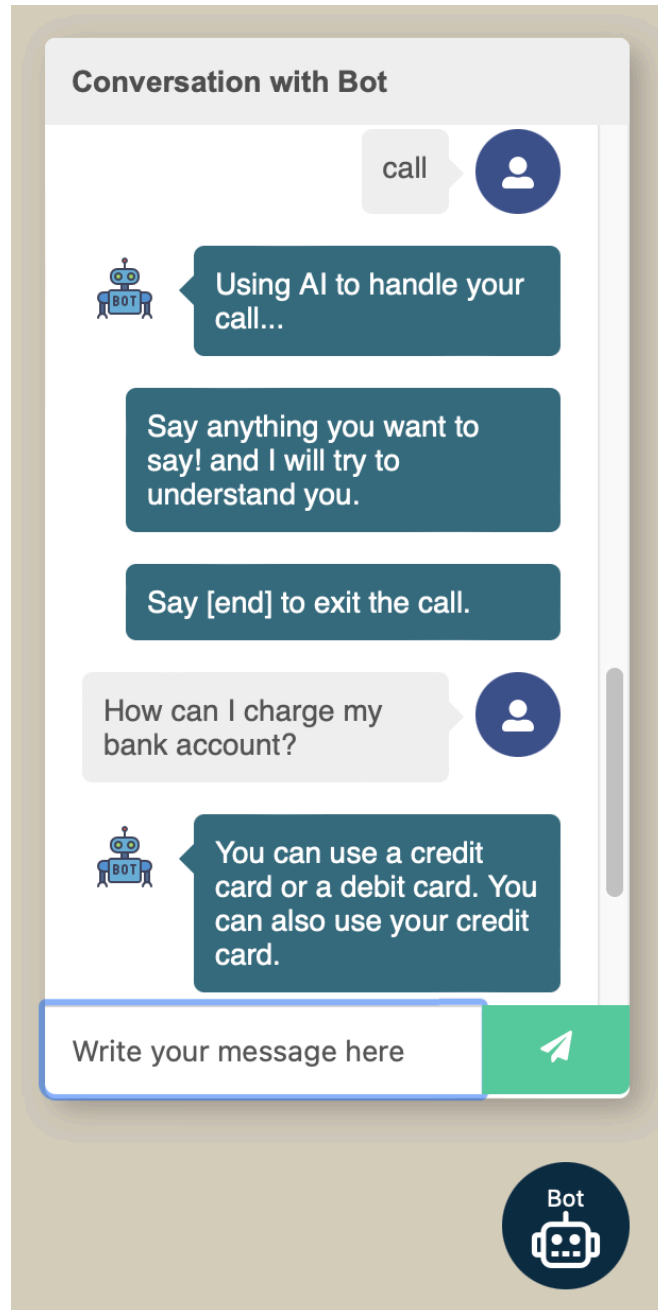 Conversation with Bot
call
BOT
Using AI to handle your
call...
Say anything you want to
say! and I will try to
understand you.
Say [end] to exit the call.
How can I charge my
bank account?
BOT
You can use a credit
card or a debit card. You
can also use your credit
card.
Write your message here
Bot